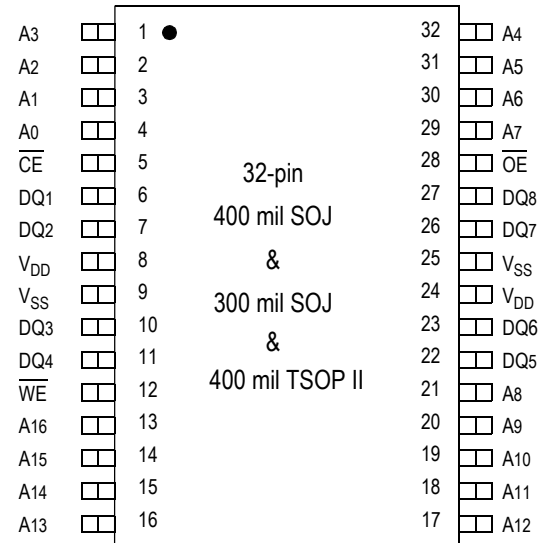 A3 1 32 A4
A2 2 31 A5
A1 3 30 A6
A0 4 29 A7
C̅E̅ 5 28 O̅E̅
DQ1 6 27 DQ8
DQ2 7 26 DQ7
VDD 8 25 VSS
VSS 9 24 VDD
DQ3 10 23 DQ6
DQ4 11 22 DQ5
W̅E̅ 12 21 A8
A16 13 20 A9
A15 14 19 A10
A14 15 18 A11
A13 16 17 A12
32-pin
400 mil SOJ
&
300 mil SOJ
&
400 mil TSOP II